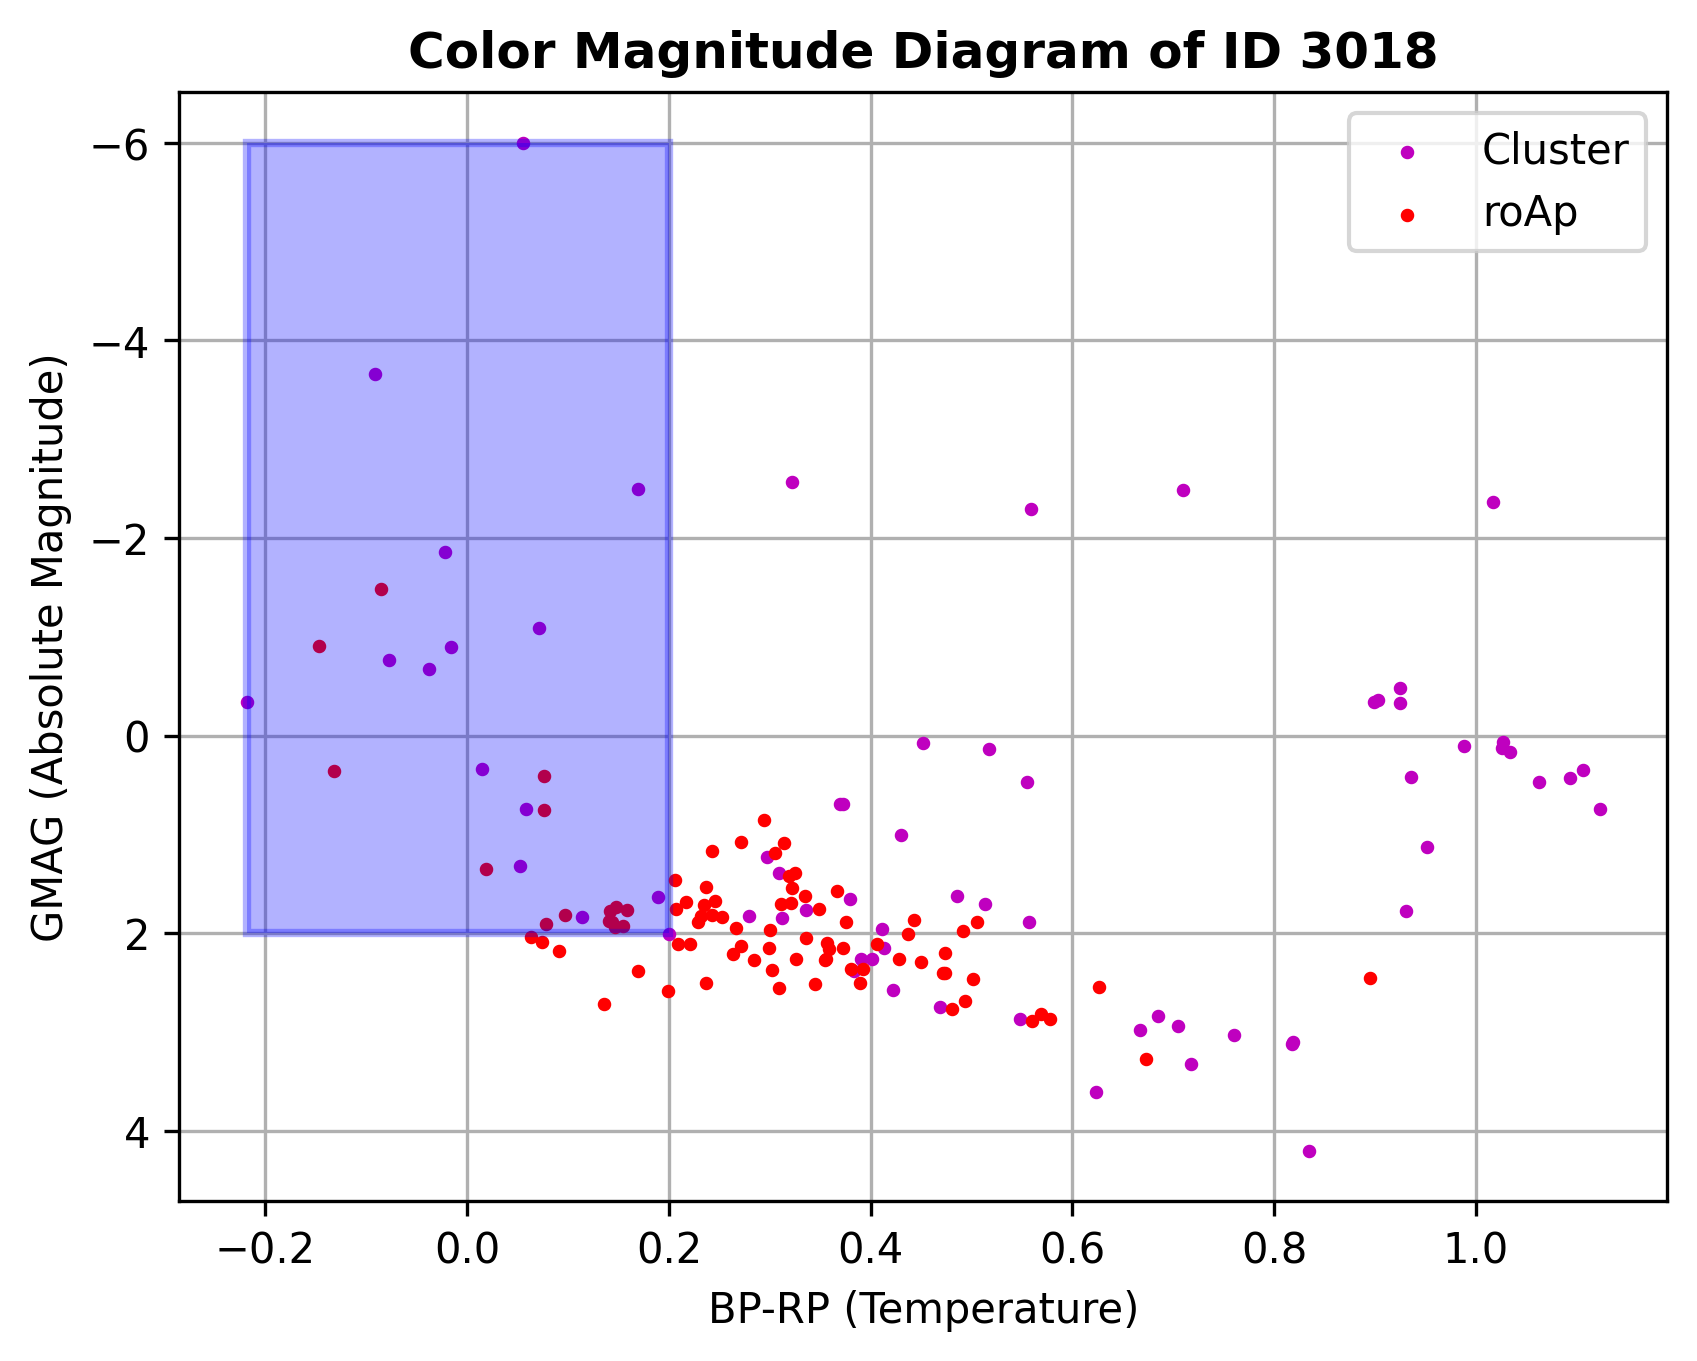 Color Magnitude Diagram of ID 3018
Cluster
roAp
−6
−4
−2
0
2
4
GMAG (Absolute Magnitude)
−0.2 0.0 0.2 0.4 0.6 0.8 1.0
BP-RP (Temperature)